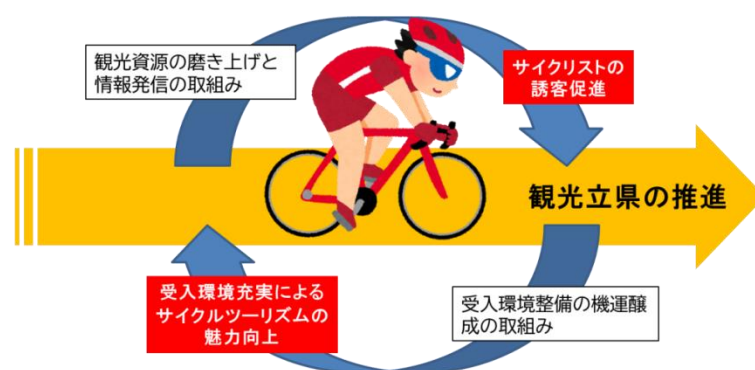 観光資源の磨き上げと
情報発信の取組み
サイクリストの
誘客促進
観光立県の推進
受入環境充実による
サイクルツーリズムの
魅力向上
受入環境整備の機運醸
成の取組み